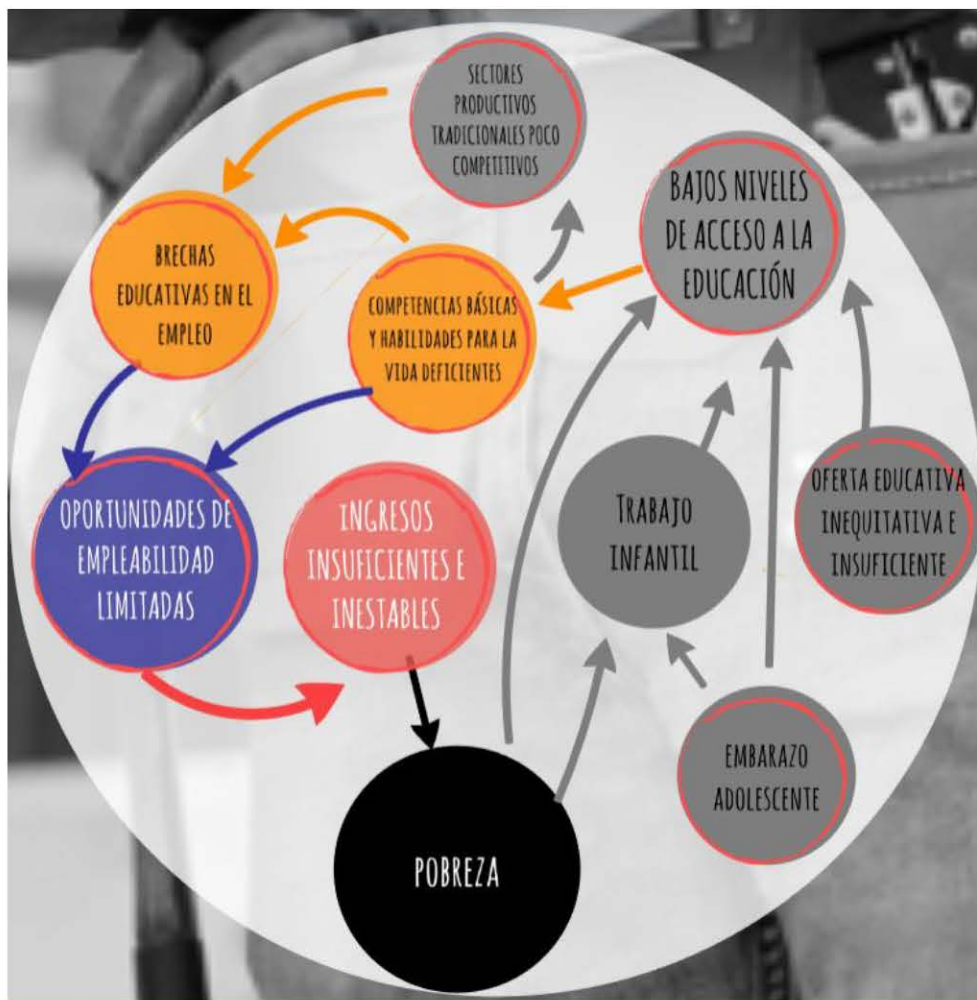 SECTORES
PRODUCTIVOS
TRADICIONALES POCO
COMPETITIVOS
BAJOS NIVELES
DE ACCESO A LA
EDUCACIÓN
BRECHAS
EDUCATIVAS EN EL
EMPLEO
COMPETENCIAS BÁSICAS
Y HABILIDADES PARA LA
VIDA DEFICIENTES
OPORTUNIDADES DE
EMPLEABILIDAD
LIMITADAS
INGRESOS
INSUFICIENTES E
INESTABLES
TRABAJO
INFANTIL
OFERTA EDUCATIVA
INEQUITATIVA E
INSUFICIENTE
EMBARAZO
ADOLESCENTE
POBREZA